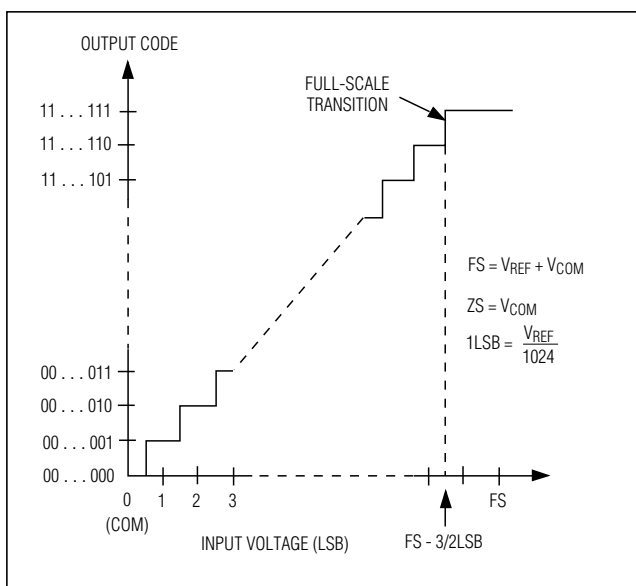 OUTPUT CODE
FULL-SCALE
TRANSITION
11 . . . 111
11 . . . 110
11 . . . 101
FS = VREF + VCOM
ZS = VCOM
1LSB = VREF
1024
00 . . . 011
00 . . . 010
00 . . . 001
00 . . . 000
0 1 2 3 FS
(COM)
INPUT VOLTAGE (LSB)
FS - 3/2LSB